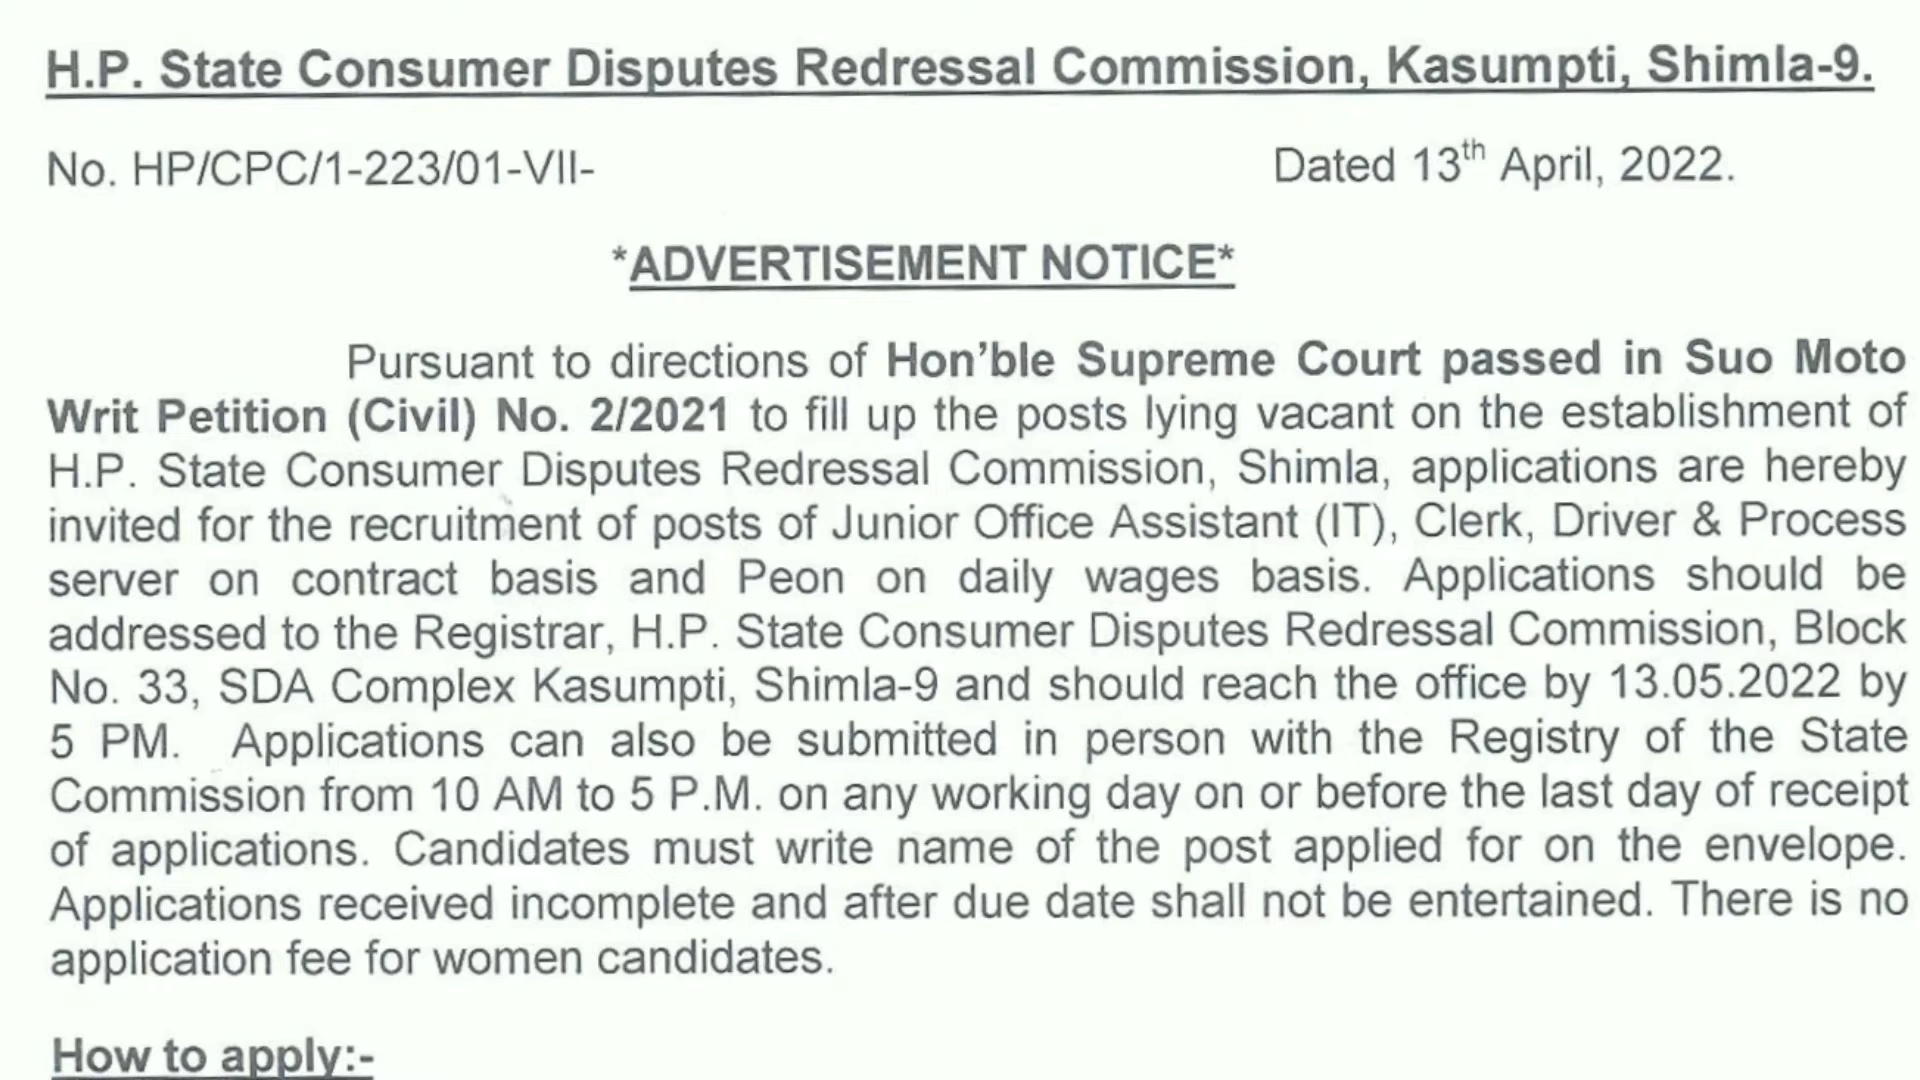 H.P. State Consumer Disputes Redressal Commission, Kasumpti, Shimla-9.
No. HP/CPC/1-223/01-VII- Dated 13th April, 2022.
*ADVERTISEMENT NOTICE*
Pursuant to directions of Hon'ble Supreme Court passed in Suo Moto
Writ Petition (Civil) No. 2/2021 to fill up the posts lying vacant on the establishment of
H.P. State Consumer Disputes Redressal Commission, Shimla, applications are hereby
invited for the recruitment of posts of Junior Office Assistant (IT), Clerk, Driver & Process
server on contract basis and Peon on daily wages basis. Applications should be
addressed to the Registrar, H.P. State Consumer Disputes Redressal Commission, Block
No. 33, SDA Complex Kasumpti, Shimla-9 and should reach the office by 13.05.2022 by
5 PM. Applications can also be submitted in person with the Registry of the State
Commission from 10 AM to 5 P.M. on any working day on or before the last day of receipt
of applications. Candidates must write name of the post applied for on the envelope.
Applications received incomplete and after due date shall not be entertained. There is no
application fee for women candidates.
How to apply:-